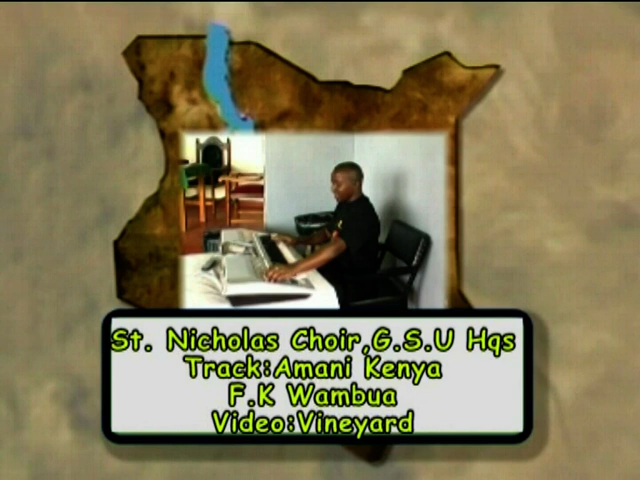 St. Nicholas Choir,G.S.U Hqs
Track:Amani Kenya
F.K Wambua
Video:Vineyard